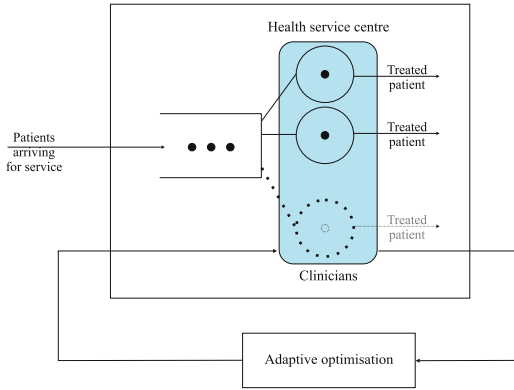 Health service centre
Treated
patient
Treated
patient
Patients
arriving
for service
Treated
patient
Clinicians
Adaptive optimisation